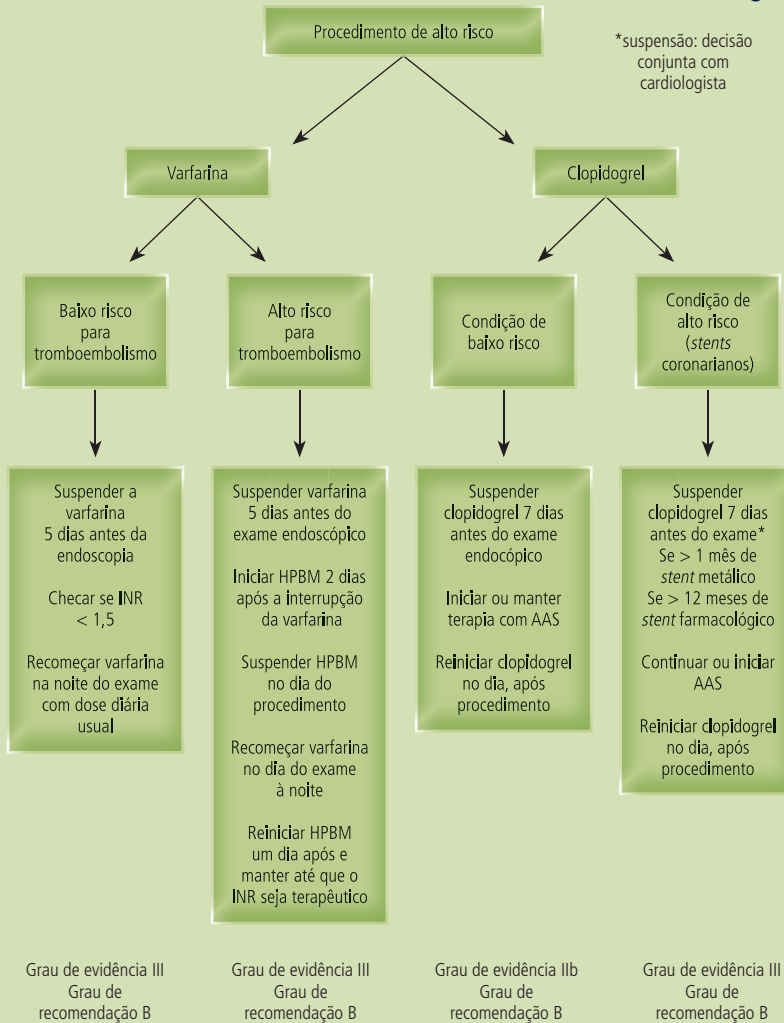 Procedimento de alto risco
*suspensão: decisão
conjunta com
cardiologista
Varfarina
Clopidogrel
Baixo risco
para
tromboembolismo
Alto risco
para
tromboembolismo
Condição de
baixo risco
Condição de
alto risco
(stents
coronarianos)
Suspender a
varfarina
5 dias antes da
endoscopia
Checar se INR
< 1,5
Recomeçar varfarina
na noite do exame
com dose diária
usual
Suspender varfarina
5 dias antes do
exame endoscópico
Iniciar HPBM 2 dias
após a interrupção
da varfarina
Suspender HPBM
no dia do
procedimento
Recomeçar varfarina
no dia do exame
à noite
Reiniciar HPBM
um dia após e
manter até que o
INR seja terapêutico
Suspender
clopidogrel 7 dias
antes do exame
endocópico
Iniciar ou manter
terapia com AAS
Reiniciar clopidogrel
no dia, após
procedimento
Suspender
clopidogrel 7 dias
antes do exame*
Se > 1 mês de
stent metálico
Se > 12 meses de
stent farmacológico
Continuar ou iniciar
AAS
Reiniciar clopidogrel
no dia, após
procedimento
Grau de evidência III
Grau de
recomendação B
Grau de evidência III
Grau de
recomendação B
Grau de evidência IIb
Grau de
recomendação B
Grau de evidência III
Grau de
recomendação B